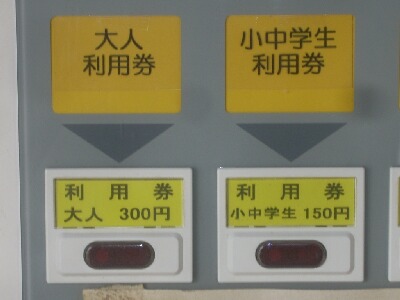 大人
利用券
小中学生
利用券
利用券
大人 300円
利用券
小中学生 150円